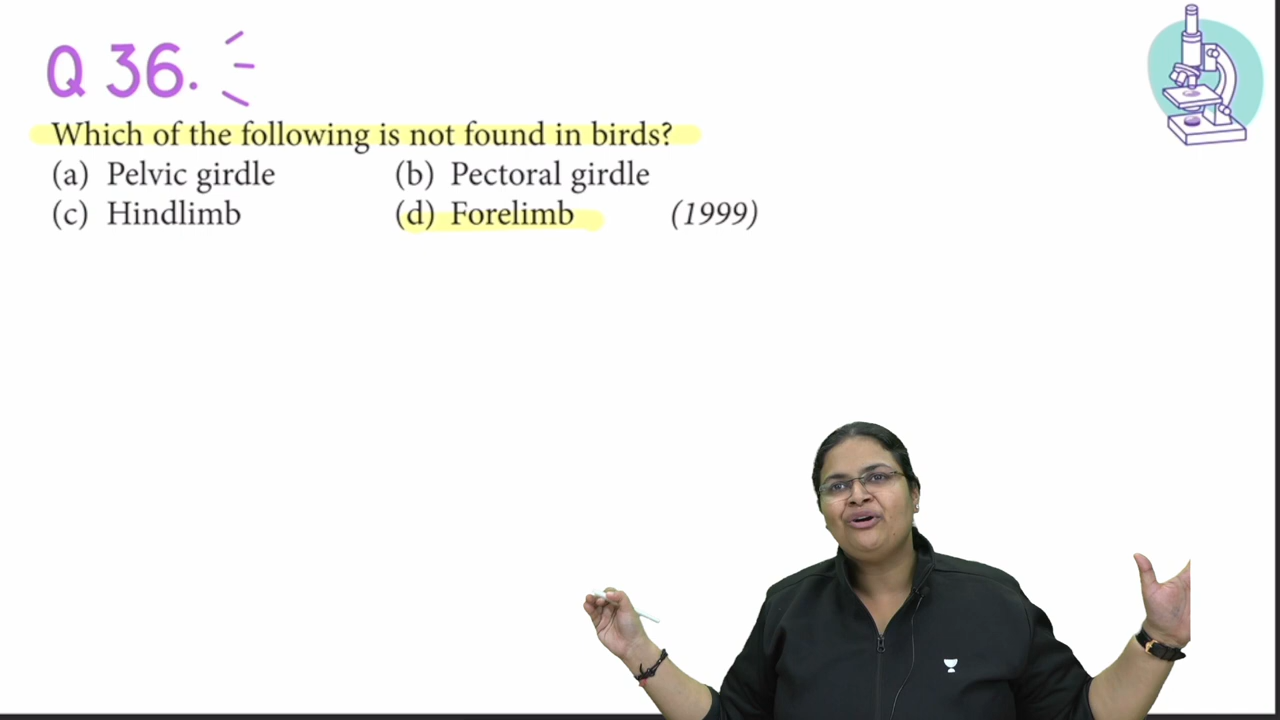 Q 36.
Which of the following is not found in birds?
(a) Pelvic girdle (b) Pectoral girdle
(c) Hindlimb (d) Forelimb (1999)